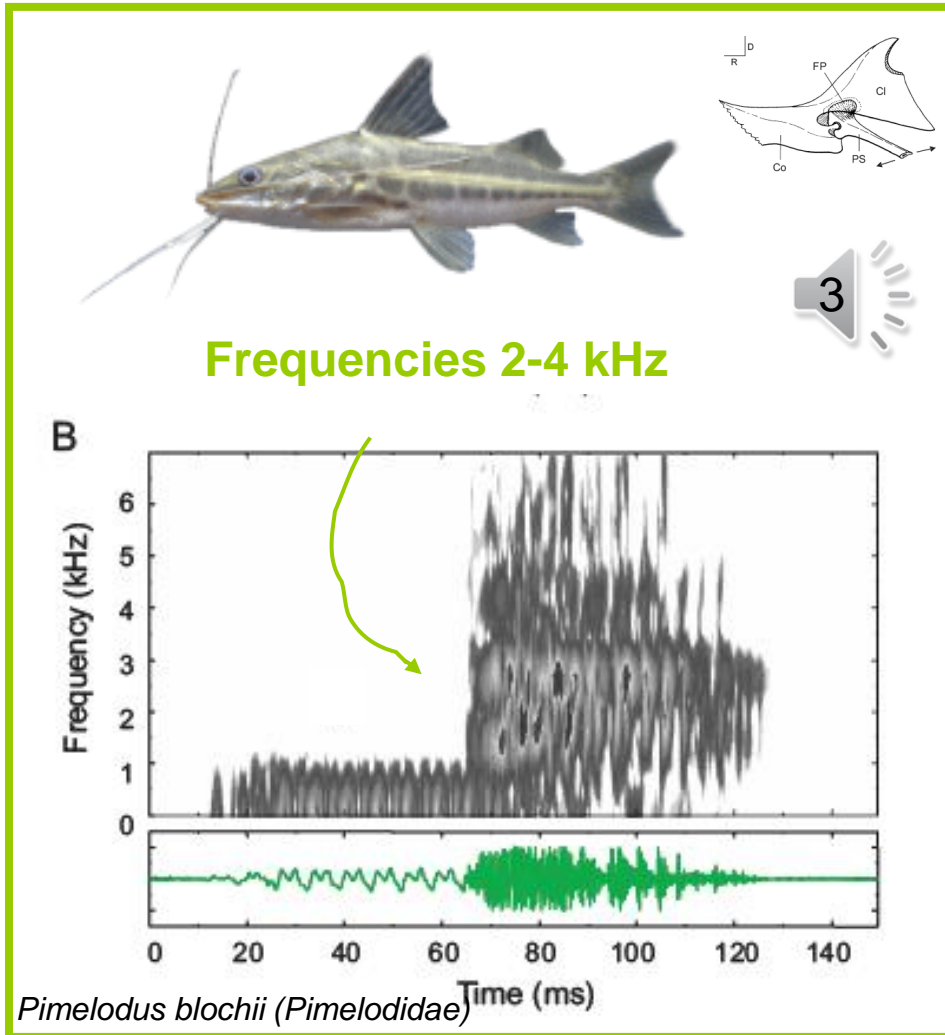 D
R
FP
Cl
Co
PS
3
Frequencies 2-4 kHz
B
Frequency (kHz)
6
5
4
3
2
1
0
0 20 40 60 80 100 120 140
Time (ms)
Pimelodus blochii (Pimelodidae)